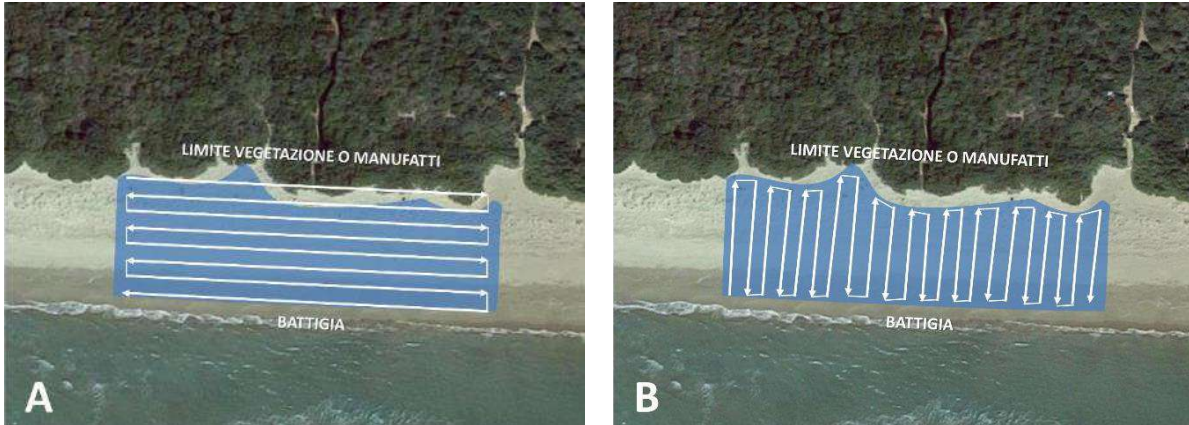 LIMITE VEGETAZIONE O MANUFATTI
BATTIGIA
A
LIMITE VEGETAZIONE O MANUFATTI
BATTIGIA
B